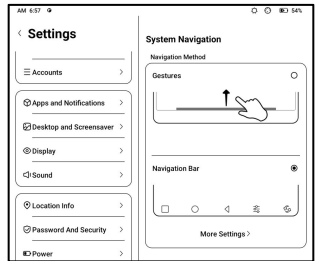 AM 6:57
54%
Settings
Accounts
Apps and Notifications
Desktop and Screensaver
Display
Sound
Location Info
Password And Security
Power
System Navigation
Navigation Method
Gestures
Navigation Bar
More Settings